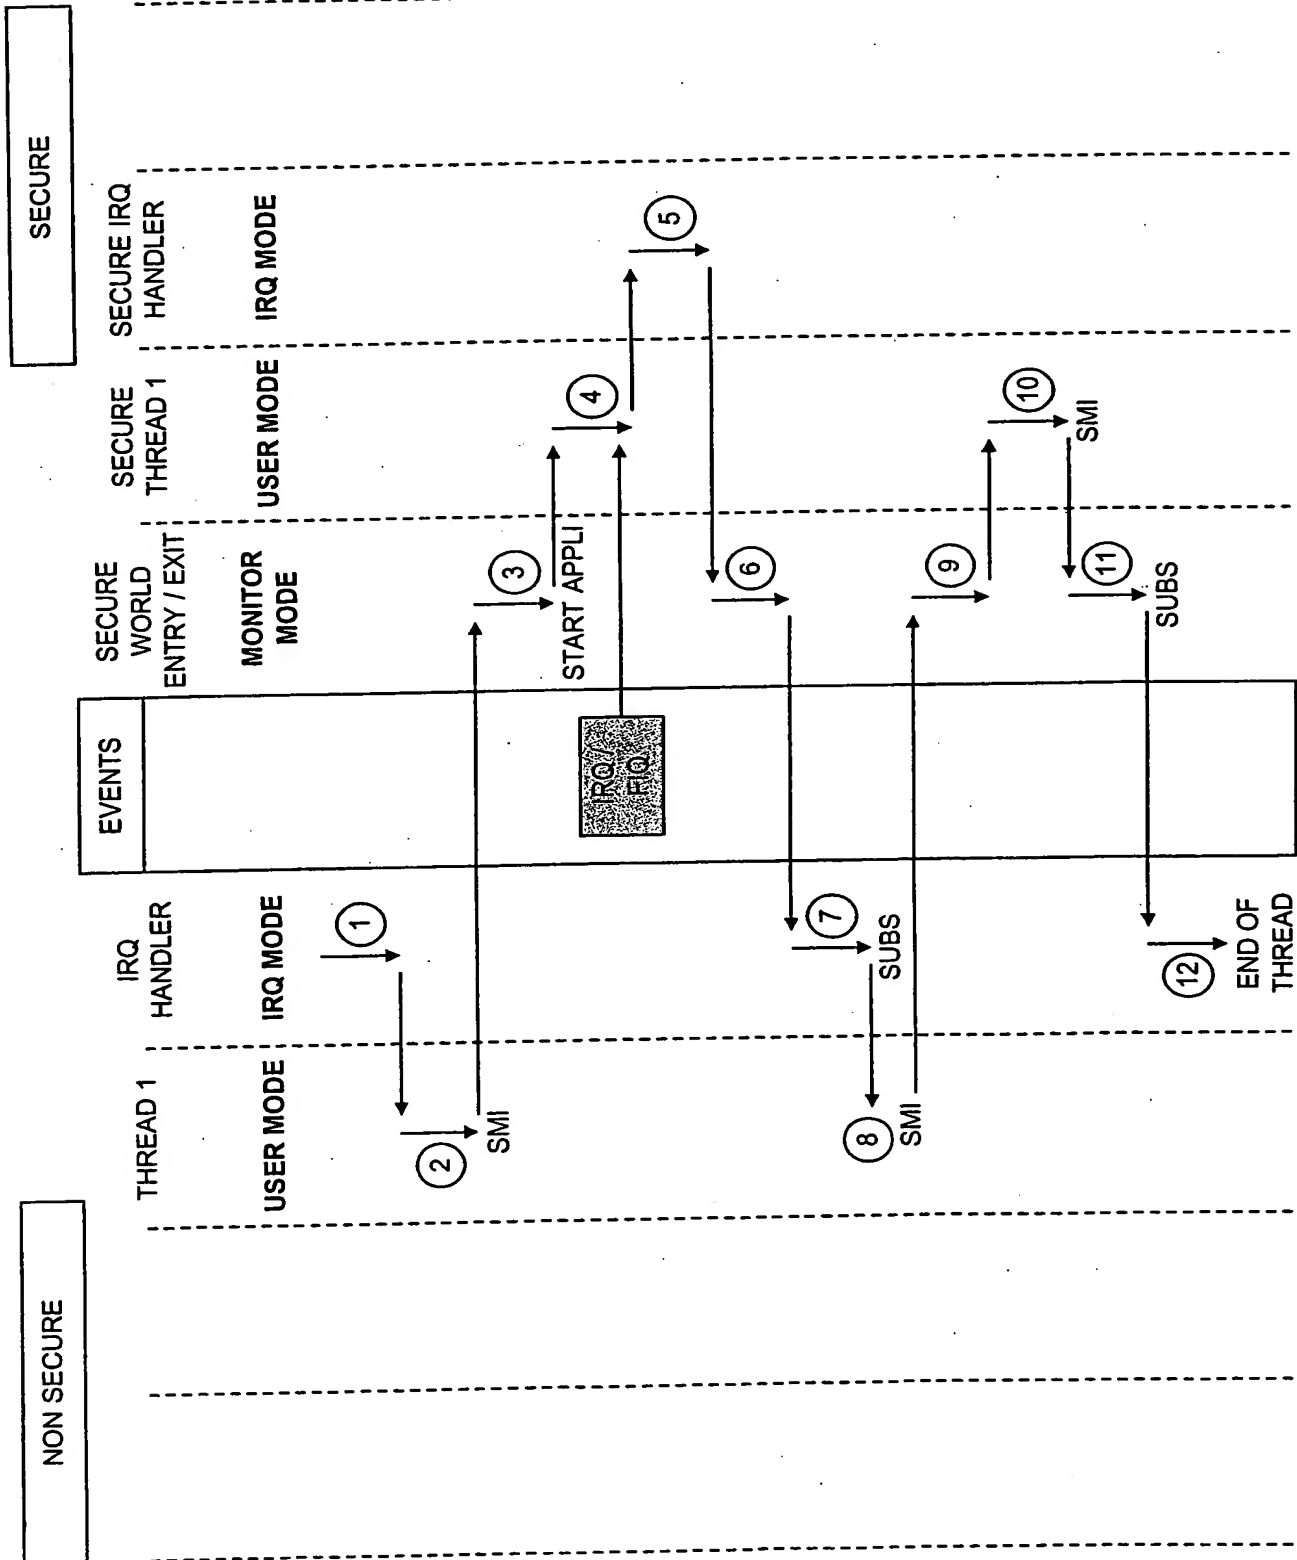 NON SECURE
SECURE
EVENTS
THREAD 1
USER MODE
IRQ
HANDLER
IRQ MODE
SECURE
WORLD
ENTRY / EXIT
MONITOR
MODE
SECURE
THREAD 1
USER MODE
SECURE IRQ
HANDLER
IRQ MODE
1
2
SMI
3
START APPLI
4
IRQ /
FIQ
5
6
7
SUBS
8
SMI
9
10
SMI
11
SUBS
12
END OF
THREAD